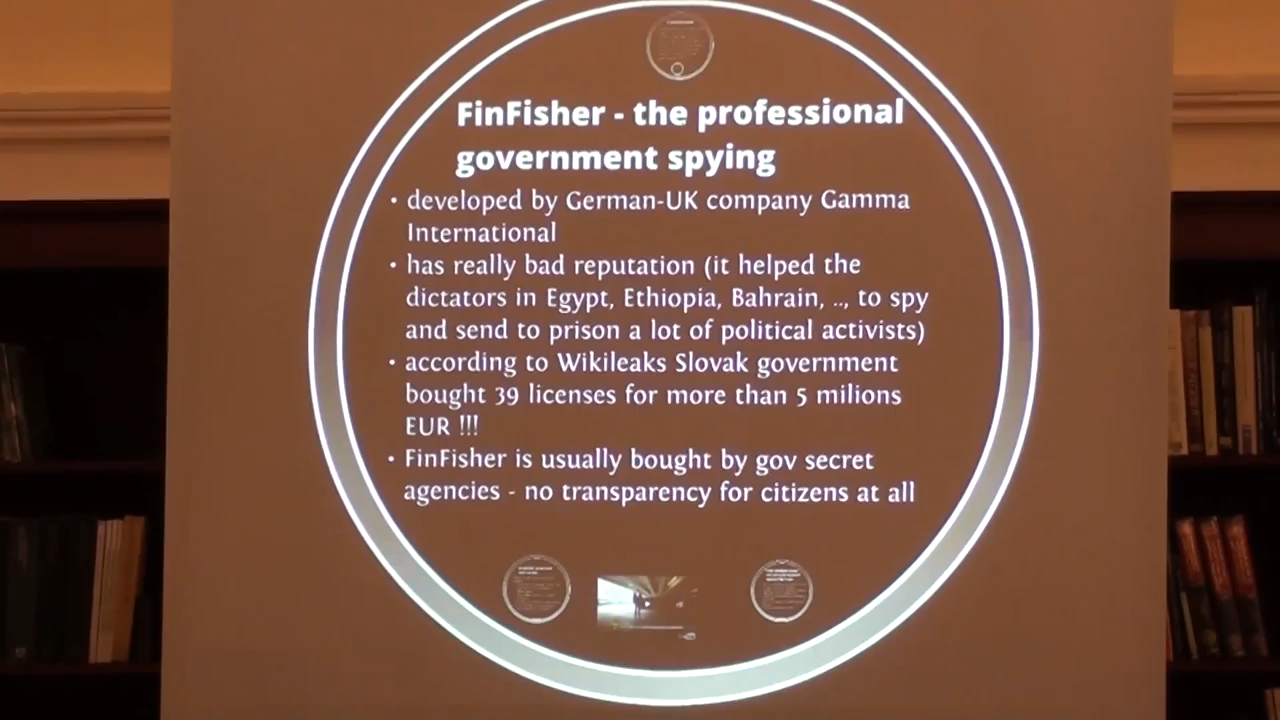 FinFisher - the professional
government spying
• developed by German-UK company Gamma
International
• has really bad reputation (it helped the
dictators in Egypt, Ethiopia, Bahrain, .., to spy
and send to prison a lot of political activists)
• according to Wikileaks Slovak government
bought 39 licenses for more than 5 milions
EUR !!!
• FinFisher is usually bought by gov secret
agencies - no transparency for citizens at all